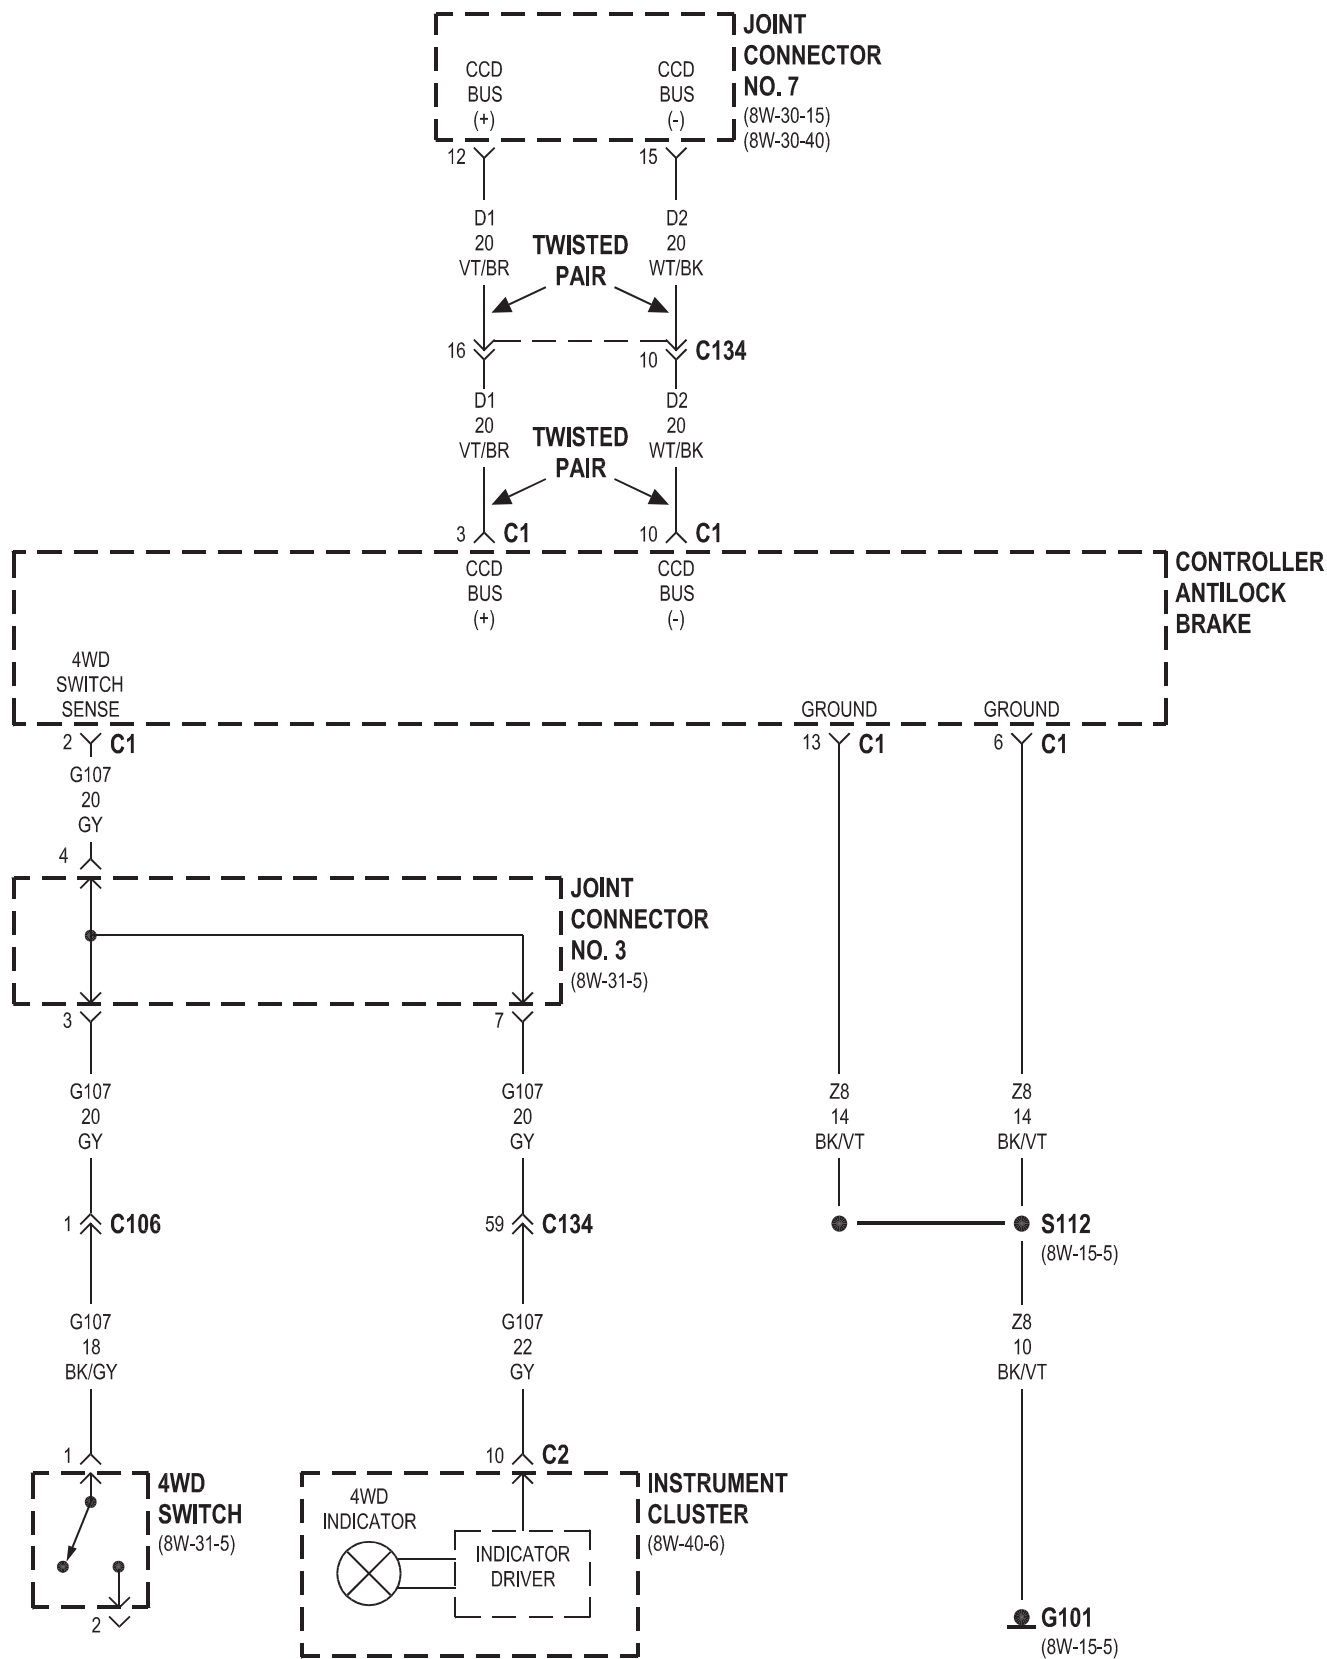 JOINT
CONNECTOR
NO. 7
(8W-30-15)
(8W-30-40)
CCD
BUS
(+)
CCD
BUS
(-)
12
15
D1
20
VT/BR
TWISTED
PAIR
D2
20
WT/BK
16
10
C134
D1
20
VT/BR
TWISTED
PAIR
D2
20
WT/BK
3
C1
10
C1
CCD
BUS
(+)
CCD
BUS
(-)
CONTROLLER
ANTILOCK
BRAKE
4WD
SWITCH
SENSE
GROUND
GROUND
2
C1
13
C1
6
C1
G107
20
GY
4
JOINT
CONNECTOR
NO. 3
(8W-31-5)
3
7
G107
20
GY
G107
20
GY
Z8
14
BK/VT
Z8
14
BK/VT
1
C106
59
C134
S112
(8W-15-5)
G107
18
BK/GY
G107
22
GY
Z8
10
BK/VT
1
10
C2
4WD
SWITCH
(8W-31-5)
4WD
INDICATOR
INDICATOR
DRIVER
INSTRUMENT
CLUSTER
(8W-40-6)
2
G101
(8W-15-5)